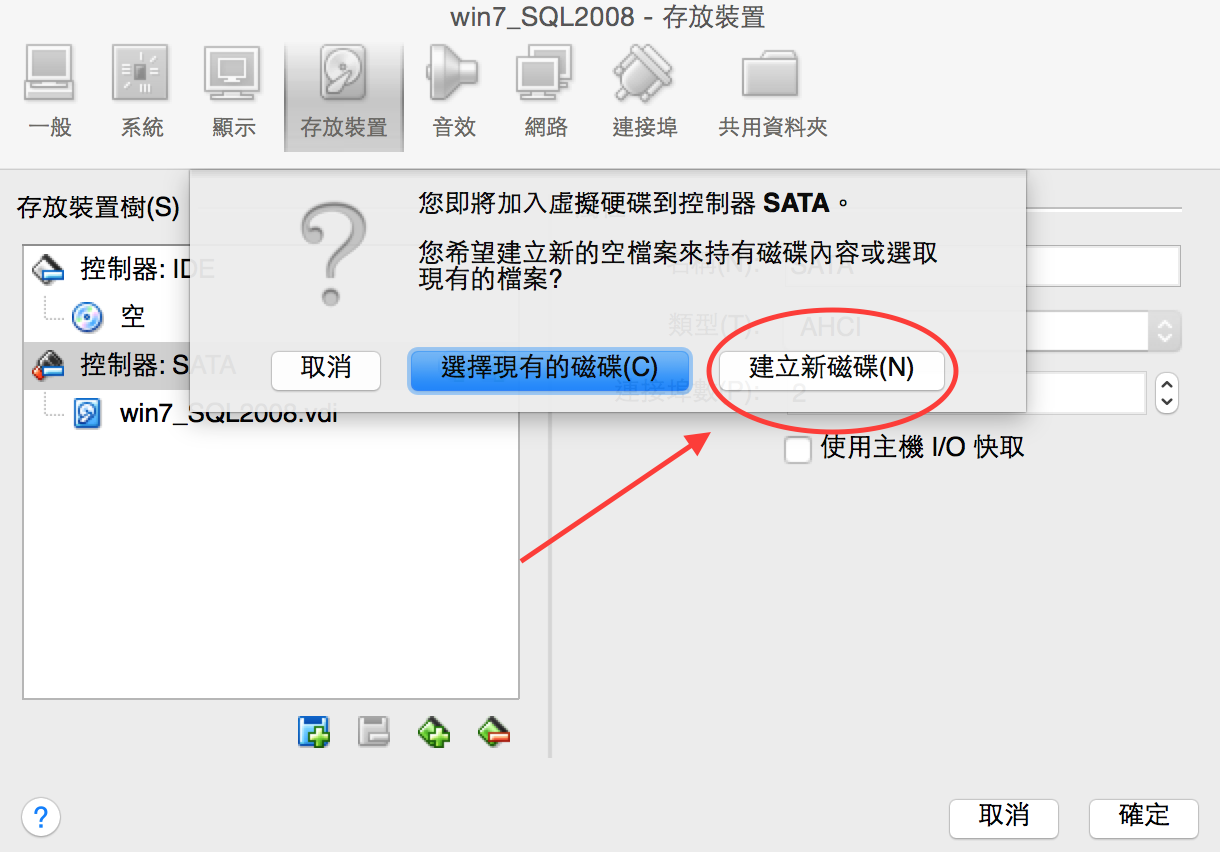 win7_SQL2008 - 存放裝置
一般
系統
顯示
存放裝置
音效
網路
連接埠
共用資料夾
存放裝置樹(S)
控制器: IDE
空
控制器: SATA
win7_SQL2008.vdi
您即將加入虛擬硬碟到控制器 SATA。
您希望建立新的空檔案來持有磁碟內容或選取
現有的檔案?
取消
選擇現有的磁碟(C)
建立新磁碟(N)
名稱(N): SATA
類型(T): AHCI
連接埠數(P): 2
使用主機 I/O 快取
?
取消
確定